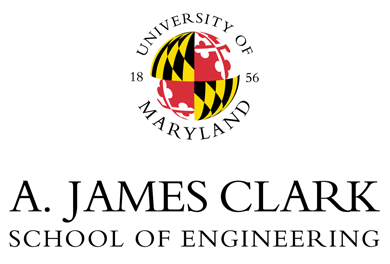 UNIVERSITY OF
18 56
MARYLAND
A. JAMES CLARK
SCHOOL OF ENGINEERING